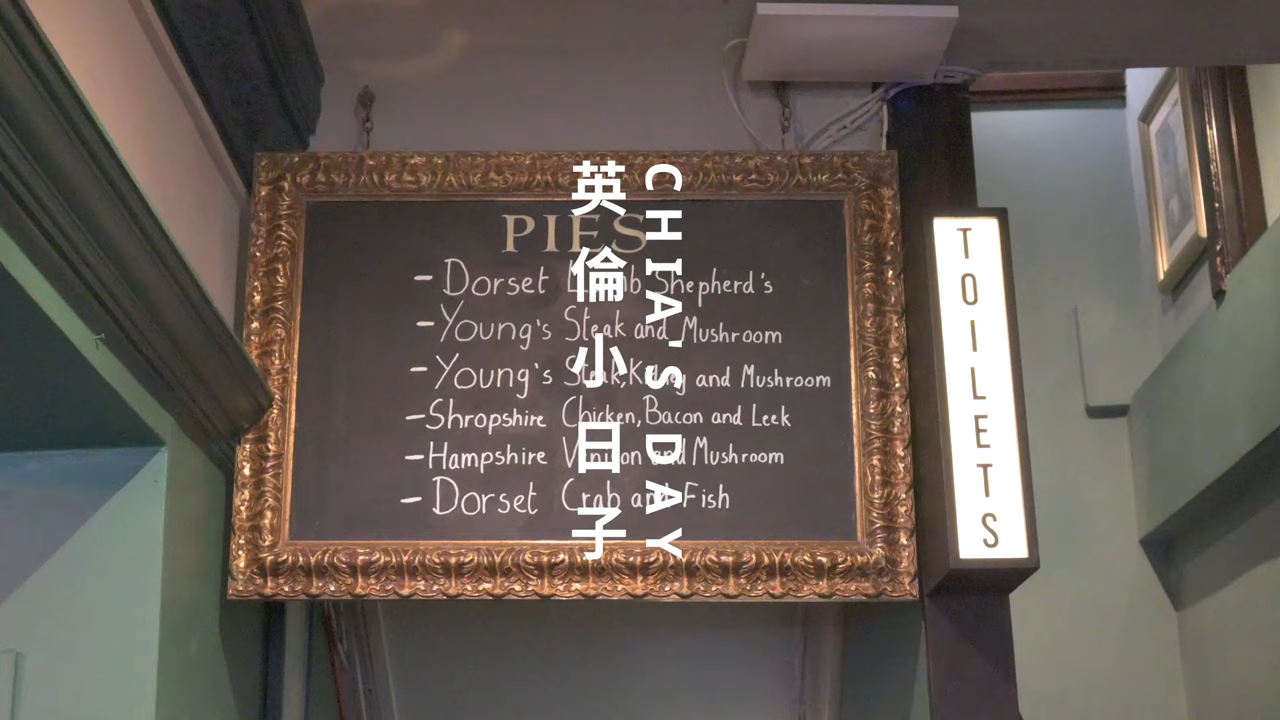 PIES
- Dorset Lamb Shepherd's
- Young's Steak and Mushroom
- Young's Steak, Kidney and Mushroom
- Shropshire Chicken, Bacon and Leek
- Hampshire Venison and Mushroom
- Dorset Crab and Fish
英倫小日子
CHIA'S DAY
TOILETS